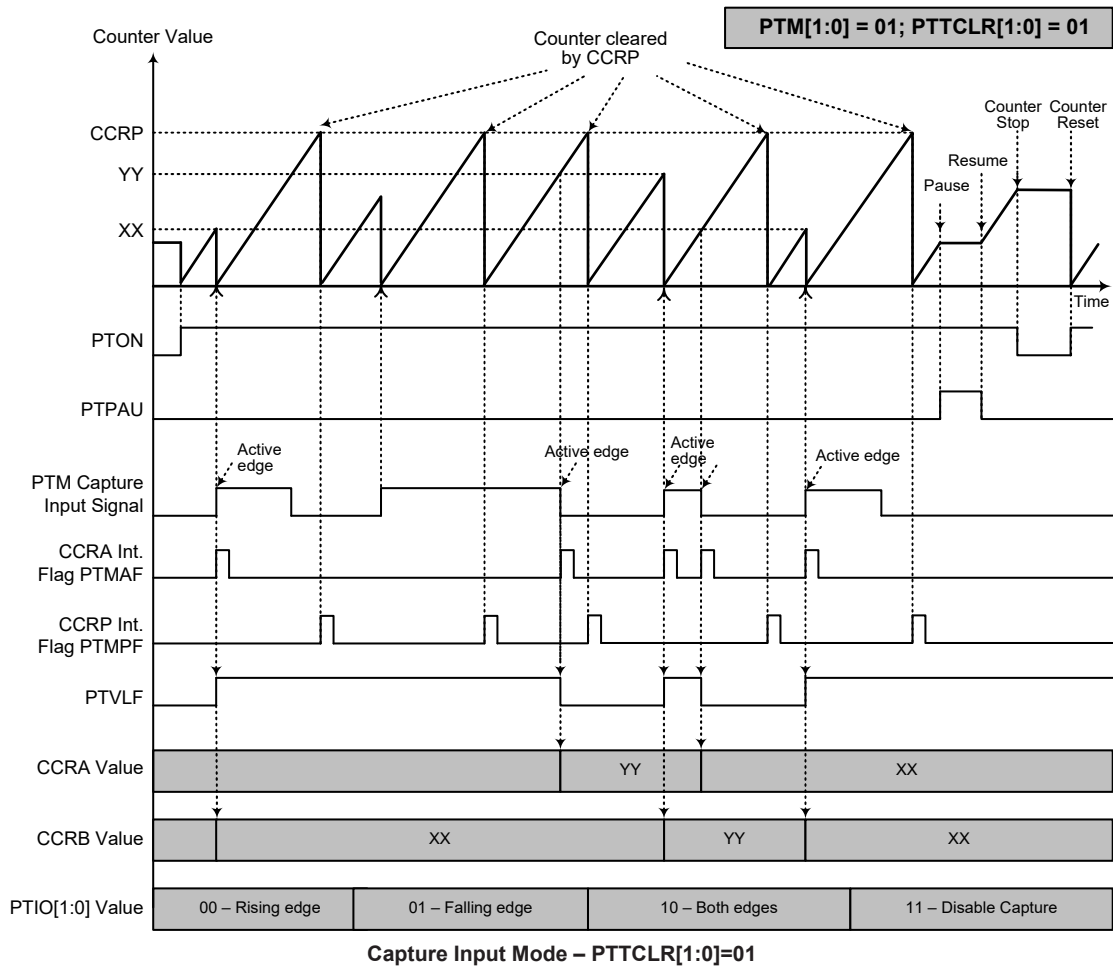 PTM[1:0] = 01; PTTCLR[1:0] = 01
Counter Value
Counter cleared
by CCRP
Counter
Stop
Counter
Reset
CCRP
YY
XX
Resume
Pause
Time
PTON
PTPAU
Active
edge
Active edge
Active
edge
Active edge
PTM Capture
Input Signal
CCRA Int.
Flag PTMAF
CCRP Int.
Flag PTMPF
PTVLF
CCRA Value
YY
XX
CCRB Value
XX
YY
XX
PTIO[1:0] Value
00 – Rising edge
01 – Falling edge
10 – Both edges
11 – Disable Capture
Capture Input Mode – PTTCLR[1:0]=01